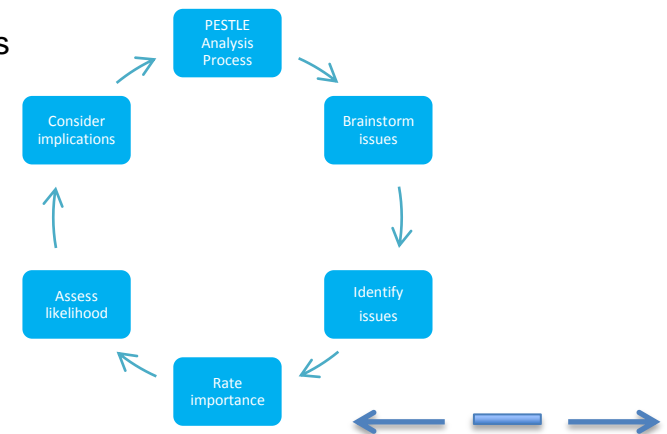 s
PESTLE
Analysis
Process
Brainstorm
issues
Identify
issues
Rate
importance
Assess
likelihood
Consider
implications